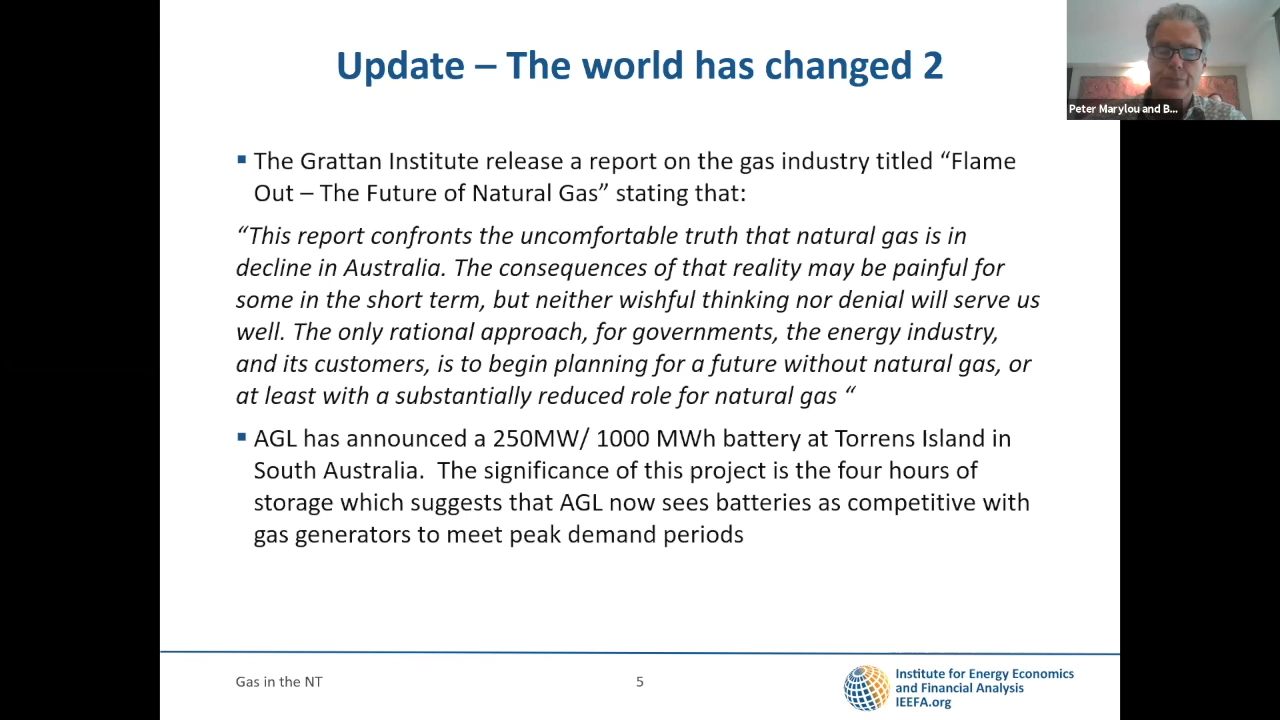 Update – The world has changed 2
Peter Marylou and B...
▪ The Grattan Institute release a report on the gas industry titled “Flame
Out – The Future of Natural Gas” stating that:
“This report confronts the uncomfortable truth that natural gas is in
decline in Australia. The consequences of that reality may be painful for
some in the short term, but neither wishful thinking nor denial will serve us
well. The only rational approach, for governments, the energy industry,
and its customers, is to begin planning for a future without natural gas, or
at least with a substantially reduced role for natural gas “
▪ AGL has announced a 250MW/ 1000 MWh battery at Torrens Island in
South Australia.  The significance of this project is the four hours of
storage which suggests that AGL now sees batteries as competitive with
gas generators to meet peak demand periods
Gas in the NT
5
Institute for Energy Economics
and Financial Analysis
IEEFA.org